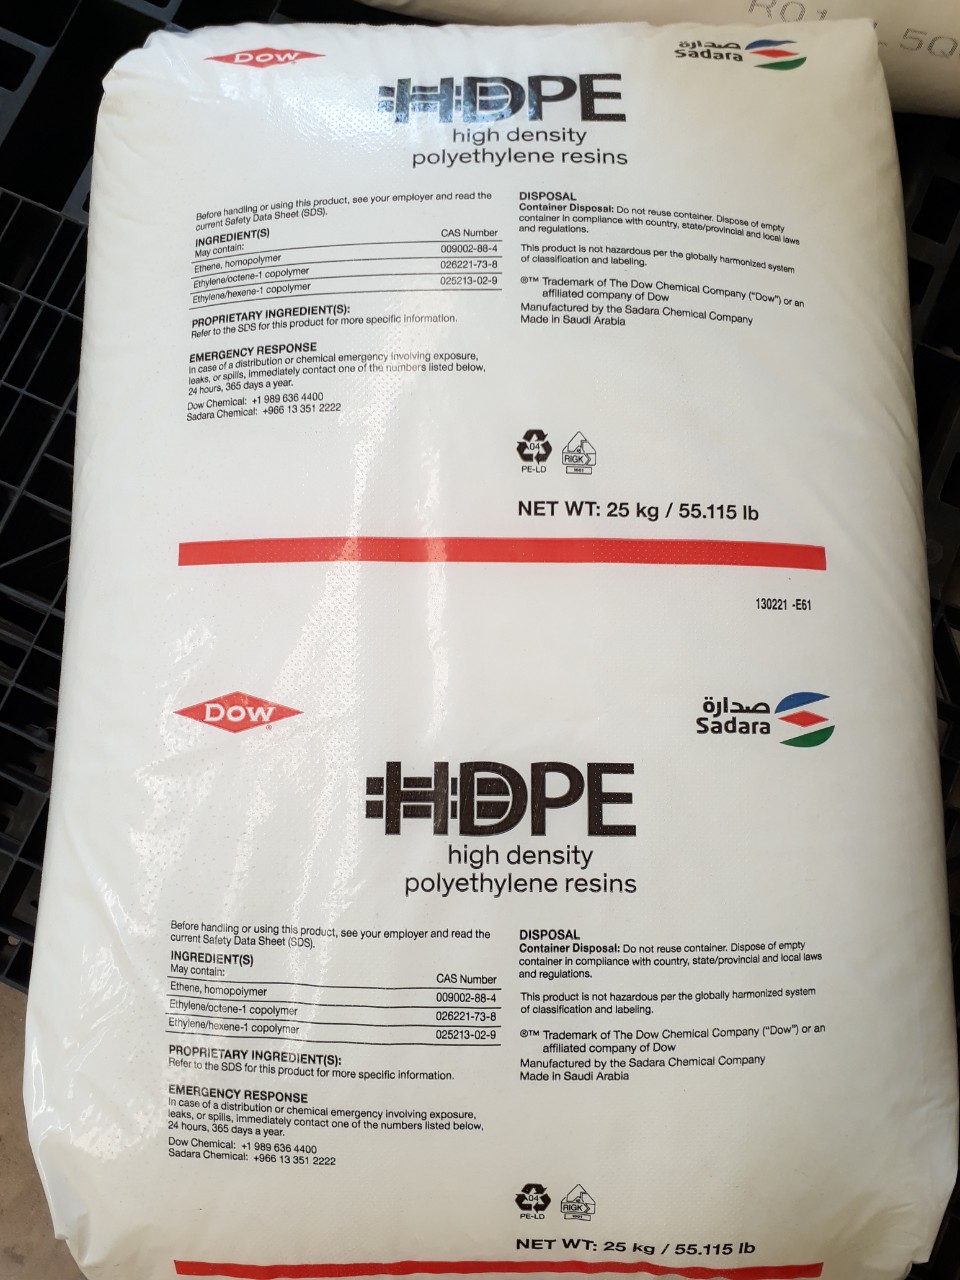 R01
5Q
DOW
صدارة
sadara
HDPE
high density
polyethylene resins
Before handling or using this product, see your employer and read the
current Safety Data Sheet (SDS).
INGREDIENT(S)
May contain: CAS Number
Ethene, homopolymer 009002-88-4
Ethylene/octene-1 copolymer 026221-73-8
Ethylene/hexene-1 copolymer 025213-02-9
PROPRIETARY INGREDIENT(S):
Refer to the SDS for this product for more specific information.
EMERGENCY RESPONSE
In case of a distribution or chemical emergency involving exposure,
leaks, or spills, immediately contact one of the numbers listed below,
24 hours, 365 days a year.
Dow Chemical: +1 989 636 4400
Sadara Chemical: +966 13 351 2222
DISPOSAL
Container Disposal: Do not reuse container. Dispose of empty
container in compliance with country, state/provincial and local laws
and regulations.
This product is not hazardous per the globally harmonized system
of classification and labeling.
®™ Trademark of The Dow Chemical Company ("Dow") or an
affiliated company of Dow
Manufactured by the Sadara Chemical Company
Made in Saudi Arabia
04
PE-LD
RIGK
NET WT: 25 kg / 55.115 lb
130221 -E61
DOW
®
صدارة
Sadara
HDPE
high density
polyethylene resins
Before handling or using this product, see your employer and read the
current Safety Data Sheet (SDS).
INGREDIENT(S)
May contain: CAS Number
Ethene, homopolymer 009002-88-4
Ethylene/octene-1 copolymer 026221-73-8
Ethylene/hexene-1 copolymer 025213-02-9
PROPRIETARY INGREDIENT(S):
Refer to the SDS for this product for more specific information.
EMERGENCY RESPONSE
In case of a distribution or chemical emergency involving exposure,
leaks, or spills, immediately contact one of the numbers listed below,
24 hours, 365 days a year.
Dow Chemical: +1 989 636 4400
Sadara Chemical: +966 13 351 2222
DISPOSAL
Container Disposal: Do not reuse container. Dispose of empty
container in compliance with country, state/provincial and local laws
and regulations.
This product is not hazardous per the globally harmonized system
of classification and labeling.
®™ Trademark of The Dow Chemical Company ("Dow") or an
affiliated company of Dow
Manufactured by the Sadara Chemical Company
Made in Saudi Arabia
04
PE-LD
RIGK
NET WT: 25 kg / 55.115 lb